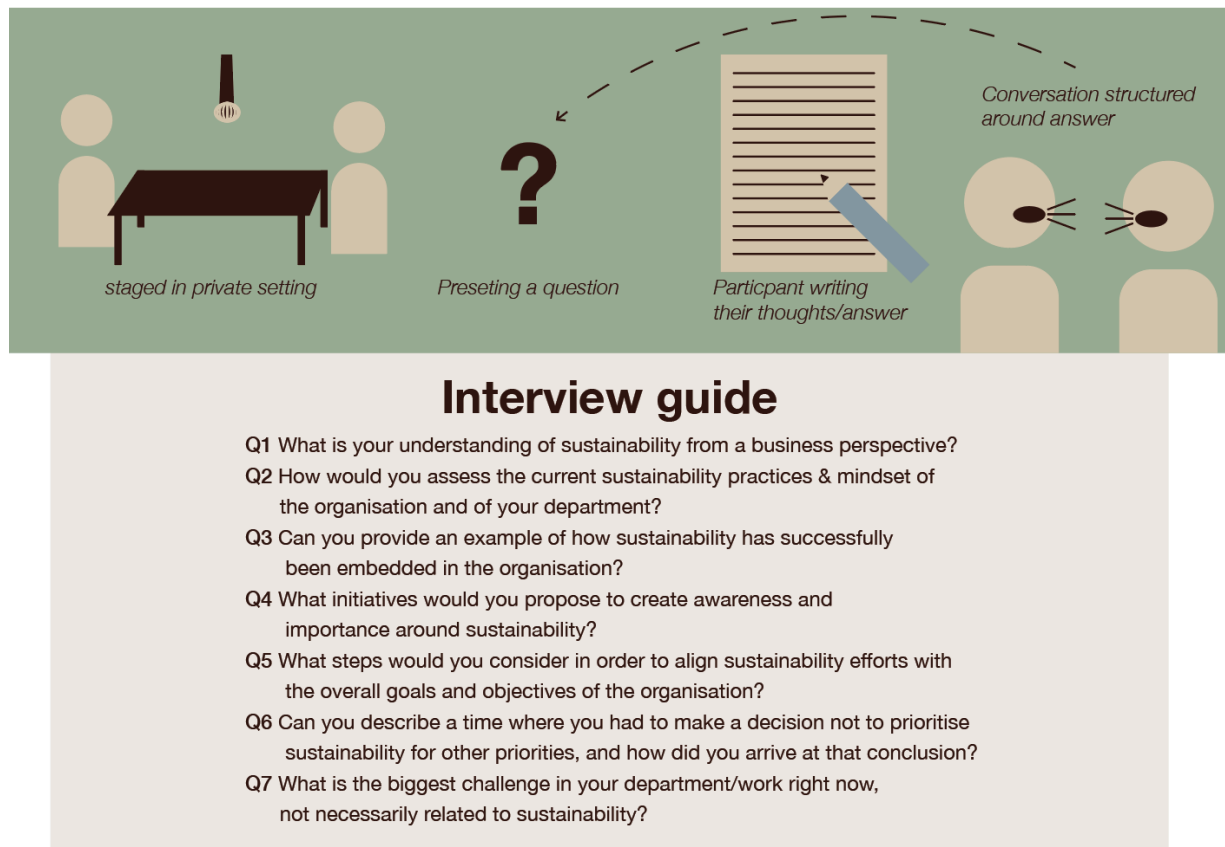 Conversation structured
around answer
?
staged in private setting
Preseting a question
Particpant writing
their thoughts/answer
Interview guide
Q1 What is your understanding of sustainability from a business perspective?
Q2 How would you assess the current sustainability practices & mindset of
the organisation and of your department?
Q3 Can you provide an example of how sustainability has successfully
been embedded in the organisation?
Q4 What initiatives would you propose to create awareness and
importance around sustainability?
Q5 What steps would you consider in order to align sustainability efforts with
the overall goals and objectives of the organisation?
Q6 Can you describe a time where you had to make a decision not to prioritise
sustainability for other priorities, and how did you arrive at that conclusion?
Q7 What is the biggest challenge in your department/work right now,
not necessarily related to sustainability?